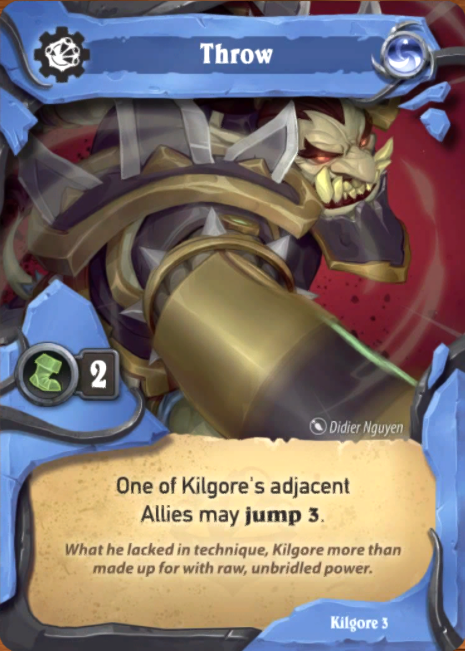 Throw
2
Didier Nguyen
One of Kilgore's adjacent
Allies may jump 3.
What he lacked in technique, Kilgore more than
made up for with raw, unbridled power.
Kilgore 3